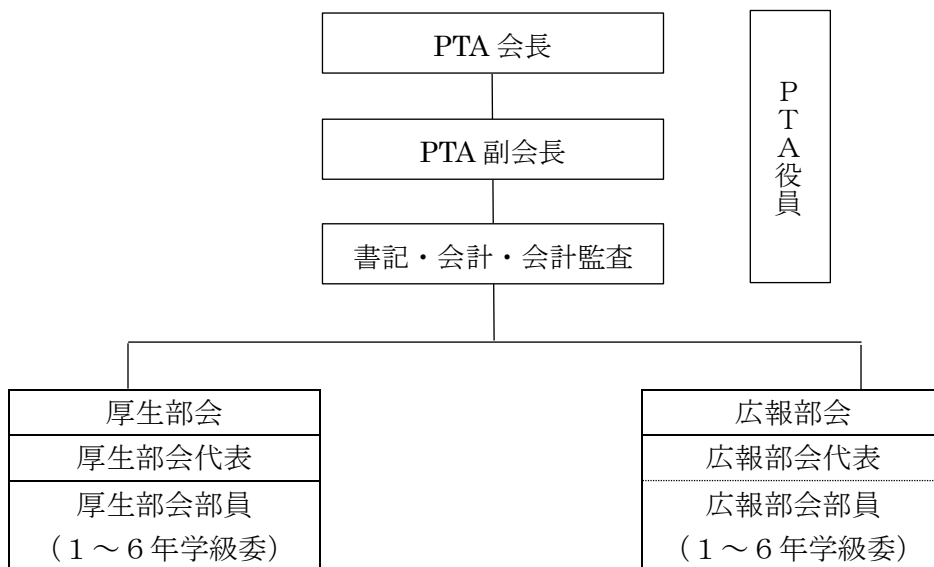 PTA 会長
PTA 副会長
書記・会計・会計監査
ＰＴＡ役員
厚生部会
厚生部会代表
厚生部会部員
（１～６年学級委）
広報部会
広報部会代表
広報部会部員
（１～６年学級委）